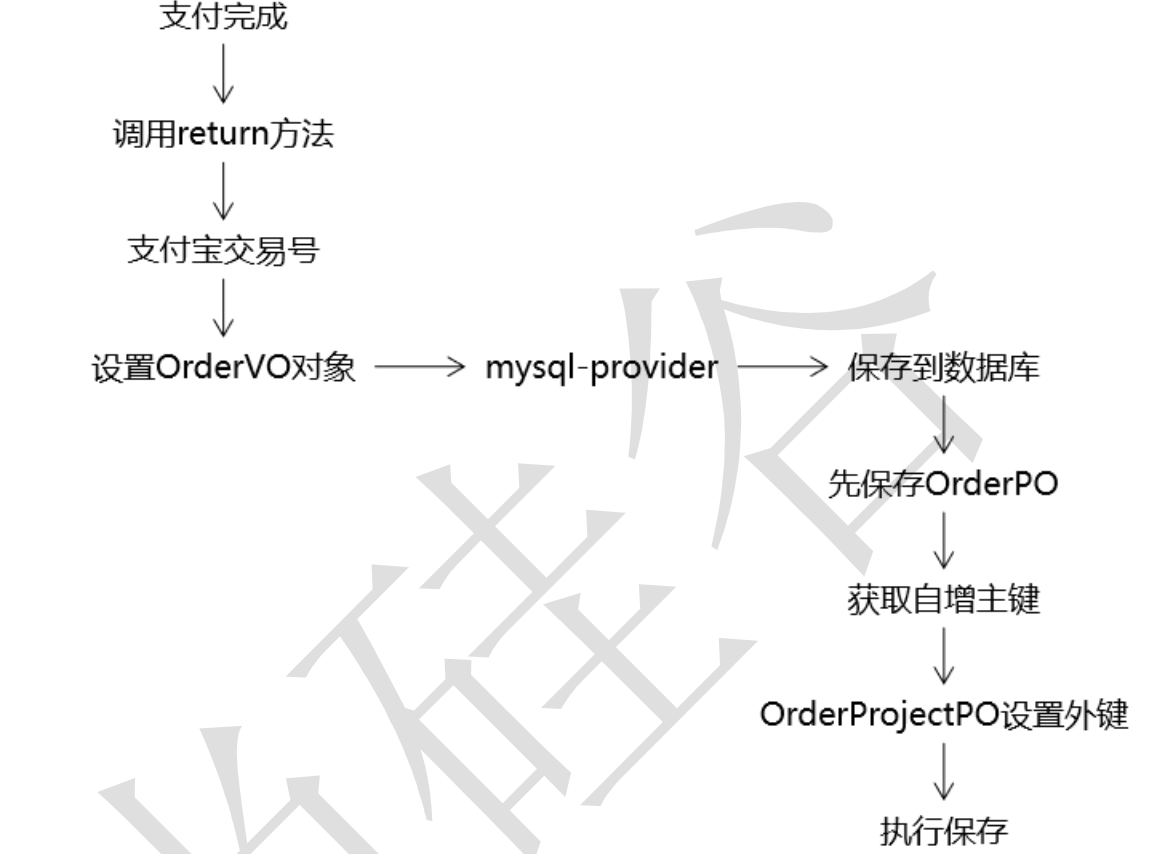 支付完成
调用return方法
支付宝交易号
设置OrderVO对象
mysql-provider
保存到数据库
先保存OrderPO
获取自增主键
OrderProjectPO设置外键
执行保存
硅谷